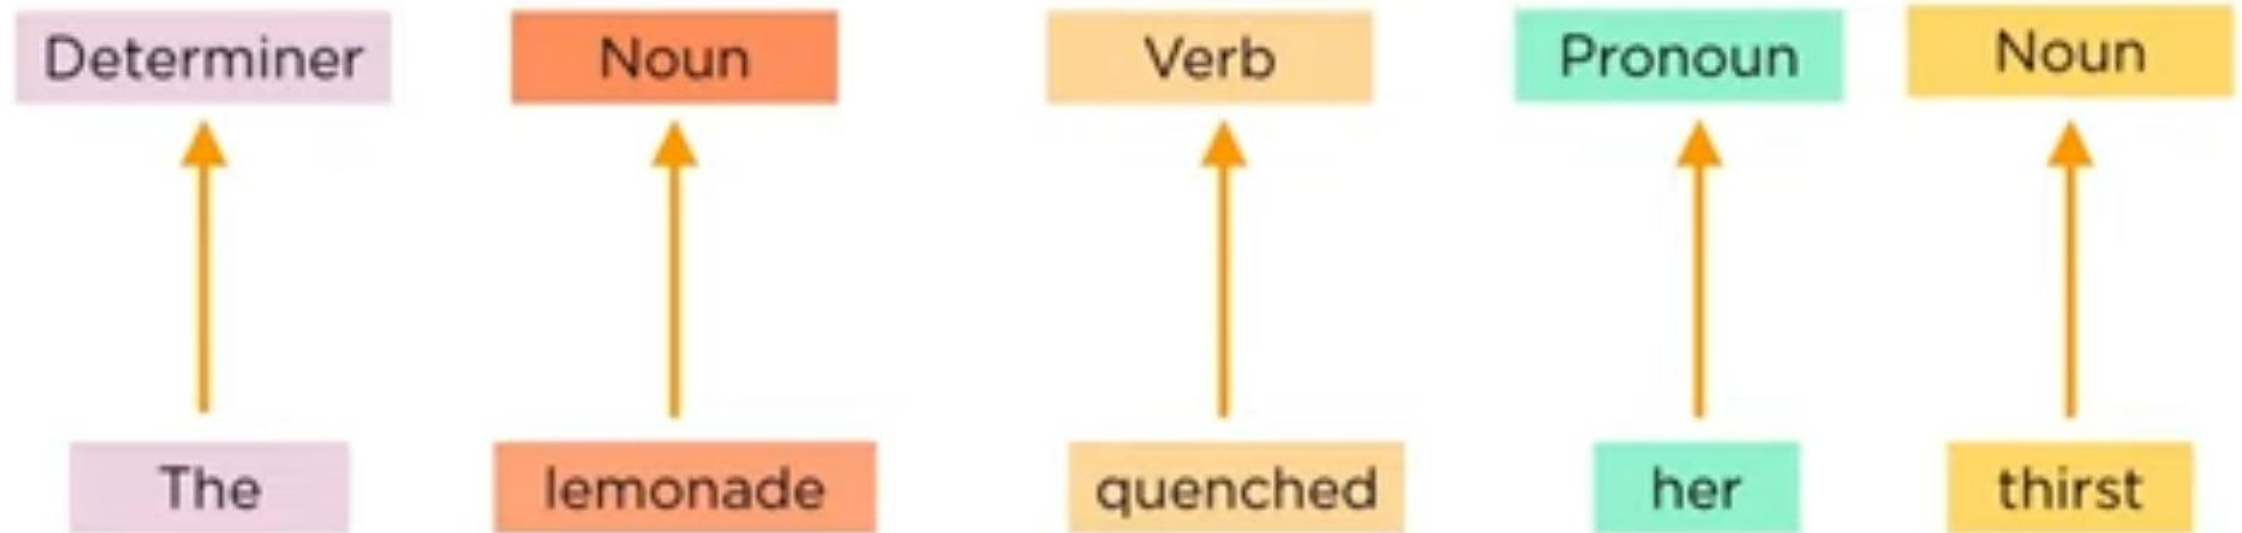 Determiner Noun Verb Pronoun Noun
The lemonade quenched her thirst